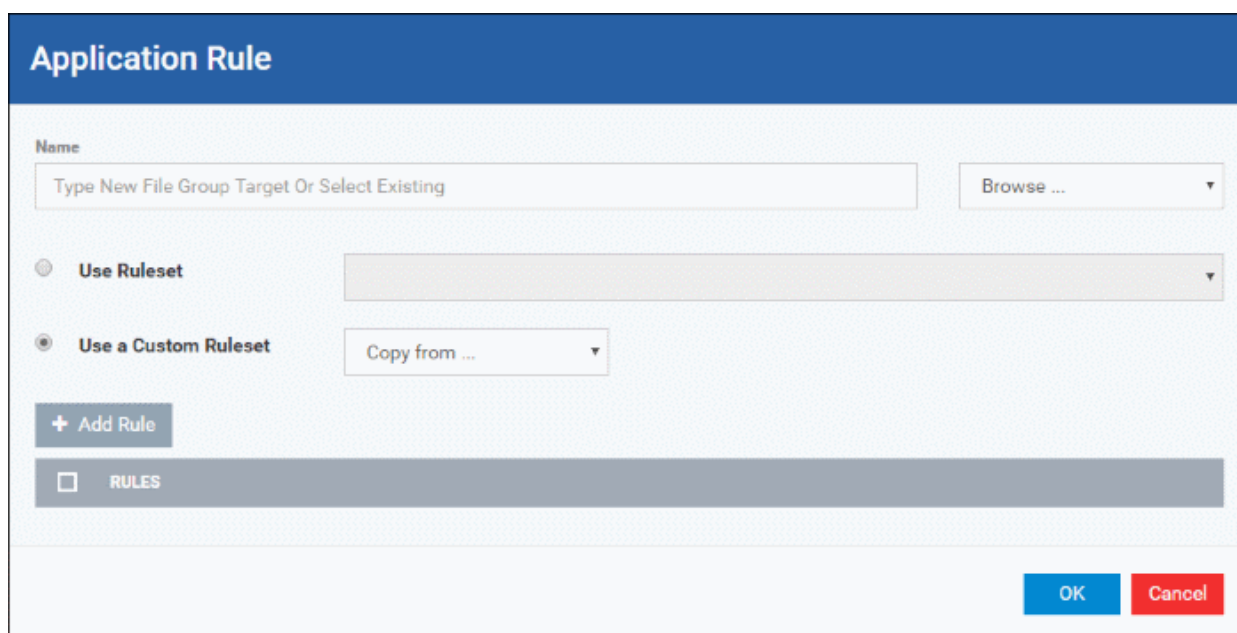 Application Rule
Name
Type New File Group Target Or Select Existing
Browse ...
Use Ruleset
Use a Custom Ruleset
Copy from ...
+ Add Rule
RULES
OK
Cancel